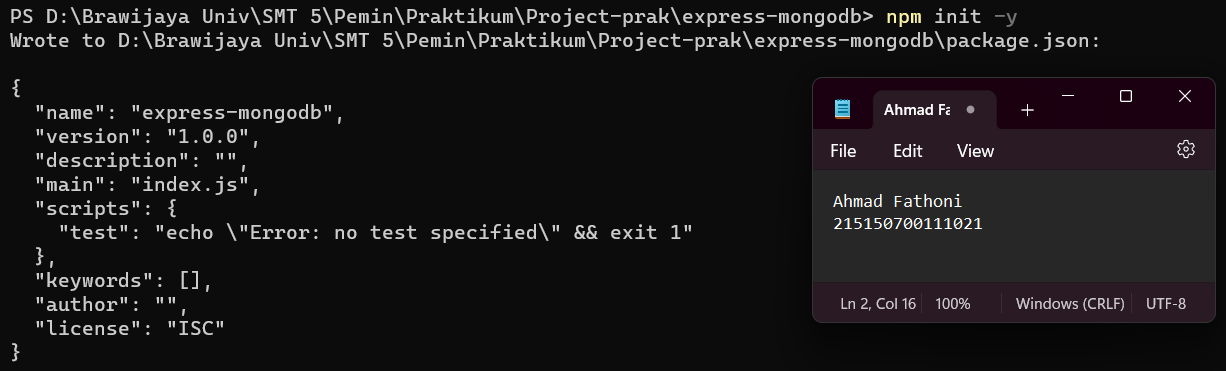 PS D:\Brawijaya Univ\SMT 5\Pemin\Praktikum\Project-prak\express-mongodb> npm init -y
Wrote to D:\Brawijaya Univ\SMT 5\Pemin\Praktikum\Project-prak\express-mongodb\package.json:
{
  "name": "express-mongodb",
  "version": "1.0.0",
  "description": "",
  "main": "index.js",
  "scripts": {
    "test": "echo \"Error: no test specified\" && exit 1"
  },
  "keywords": [],
  "author": "",
  "license": "ISC"
}
Ahmad Fa
File Edit View
Ahmad Fathoni
215150700111021
Ln 2, Col 16 100% Windows (CRLF) UTF-8